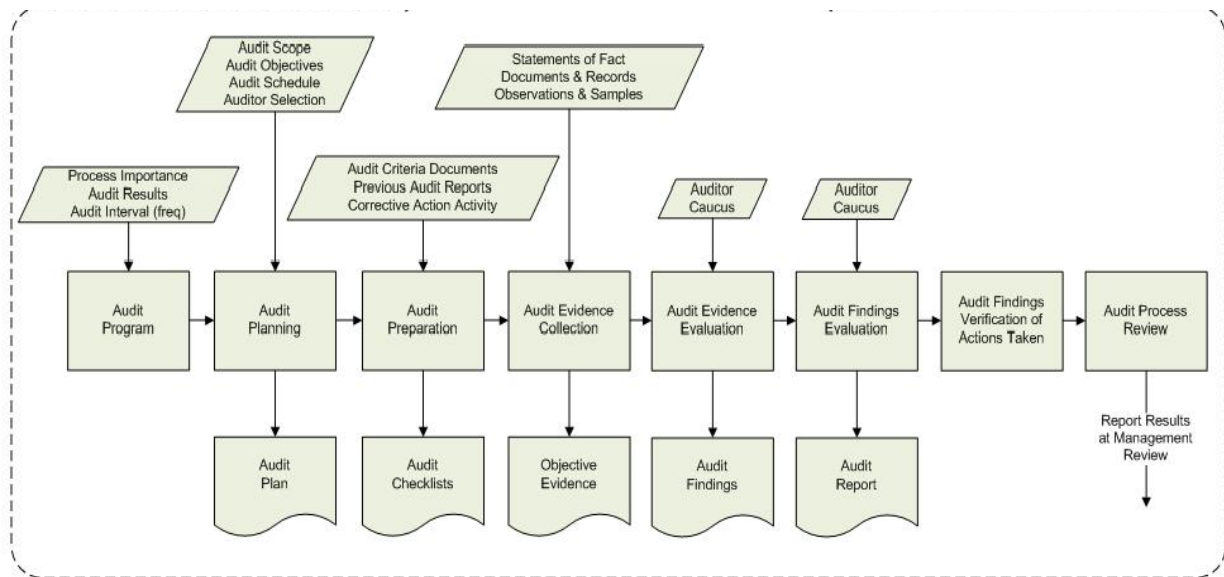 Audit Scope
Audit Objectives
Audit Schedule
Auditor Selection
Statements of Fact
Documents & Records
Observations & Samples
Process Importance
Audit Results
Audit Interval (freq)
Audit Criteria Documents
Previous Audit Reports
Corrective Action Activity
Auditor
Caucus
Auditor
Caucus
Audit
Program
Audit
Planning
Audit
Preparation
Audit Evidence
Collection
Audit Evidence
Evaluation
Audit Findings
Evaluation
Audit Findings
Verification of
Actions Taken
Audit Process
Review
Audit
Plan
Audit
Checklists
Objective
Evidence
Audit
Findings
Audit
Report
Report Results
at Management
Review